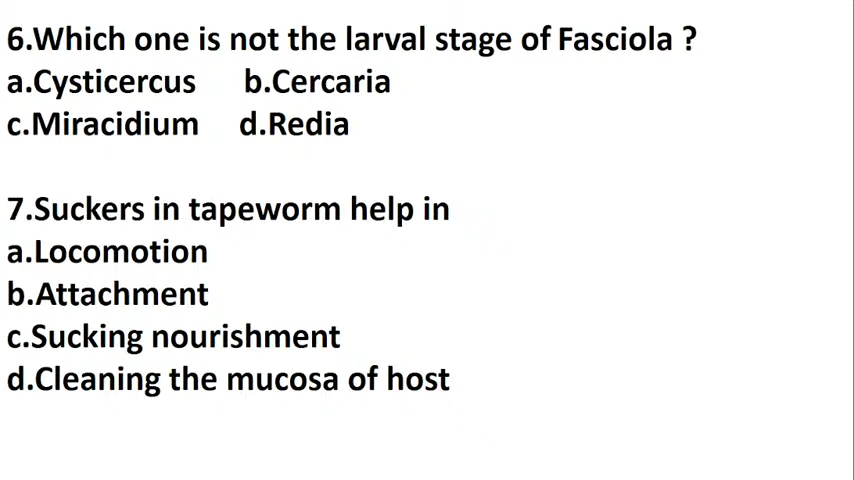 6.Which one is not the larval stage of Fasciola ?
a.Cysticercus b.Cercaria
c.Miracidium d.Redia
7.Suckers in tapeworm help in
a.Locomotion
b.Attachment
c.Sucking nourishment
d.Cleaning the mucosa of host